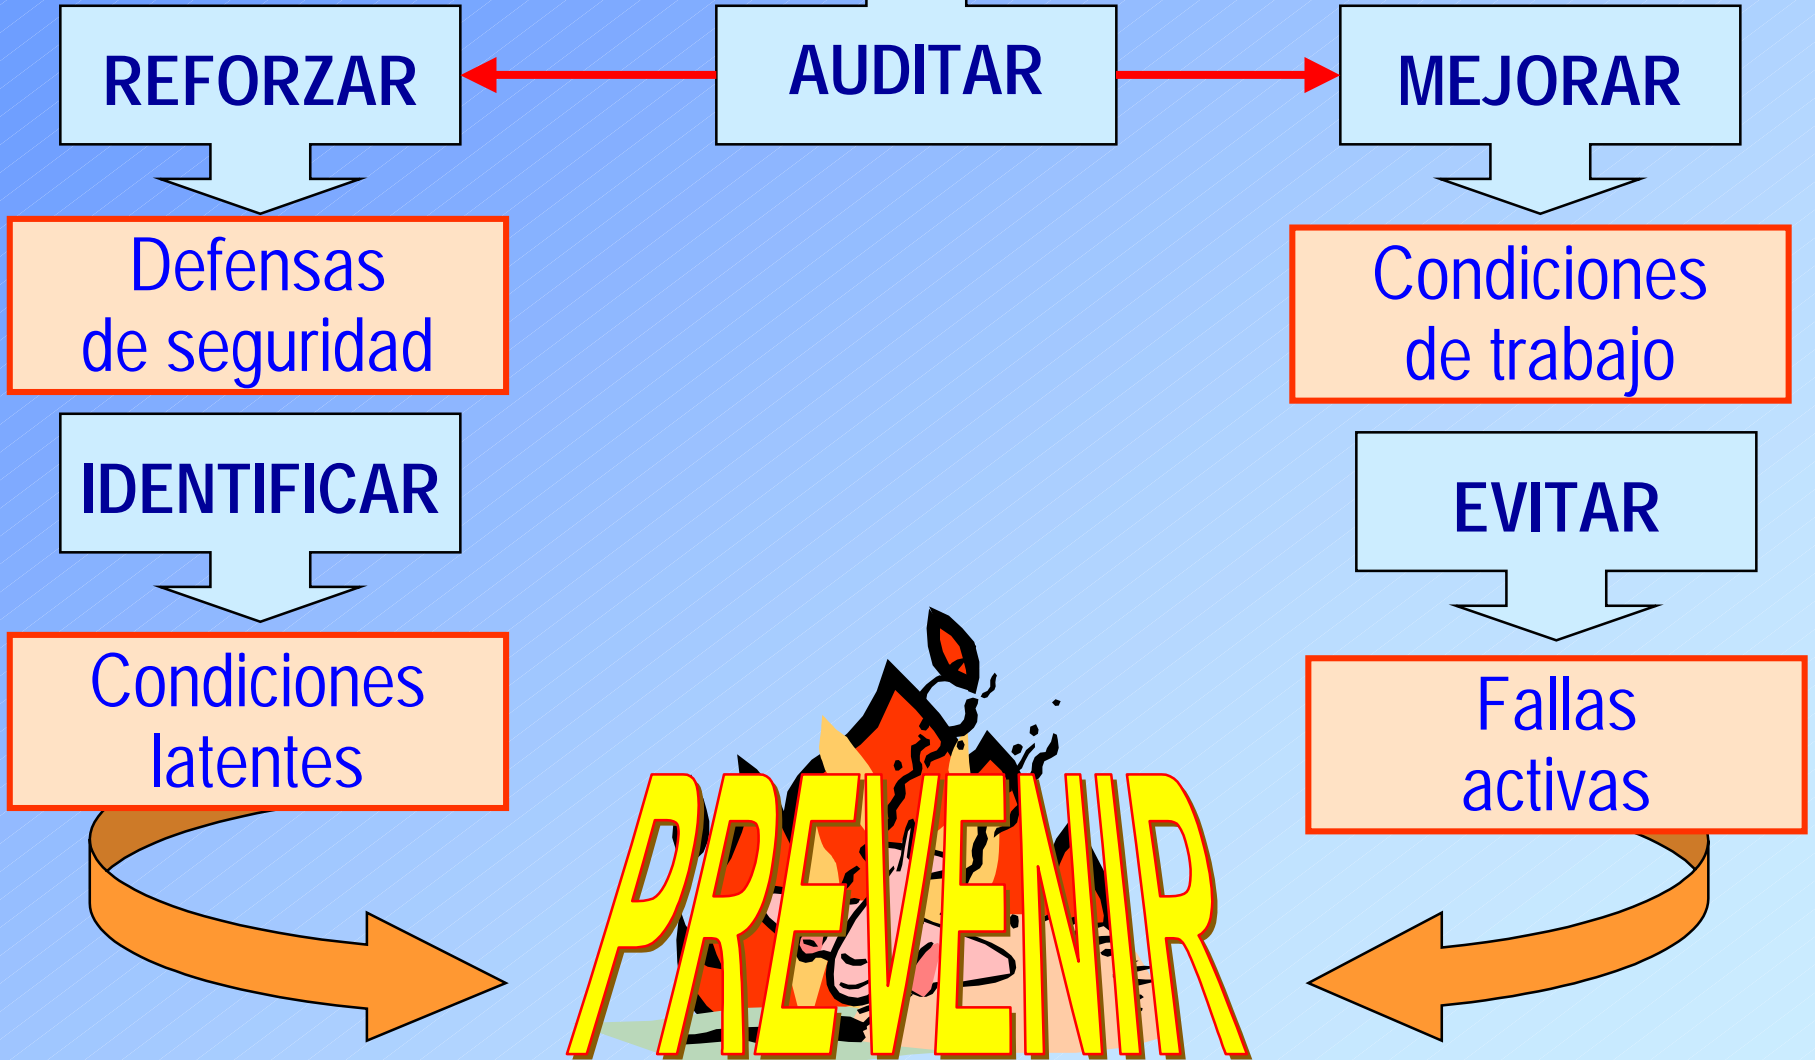 REFORZAR
AUDITAR
MEJORAR
Defensas
de seguridad
Condiciones
de trabajo
IDENTIFICAR
EVITAR
Condiciones
latentes
Fallas
activas
PREVENIR